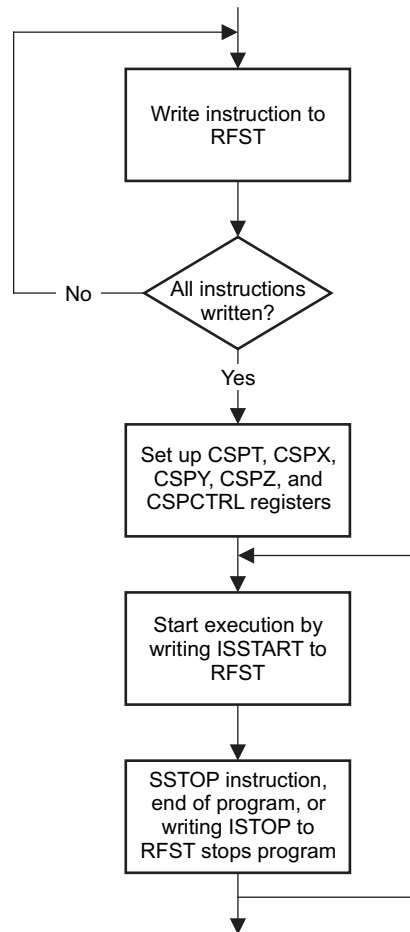 Write instruction to
RFST
All instructions
written?
No
Yes
Set up CSPT, CSPX,
CSPY, CSPZ, and
CSPCTRL registers
Start execution by
writing ISSTART to
RFST
SSTOP instruction,
end of program, or
writing ISTOP to
RFST stops program